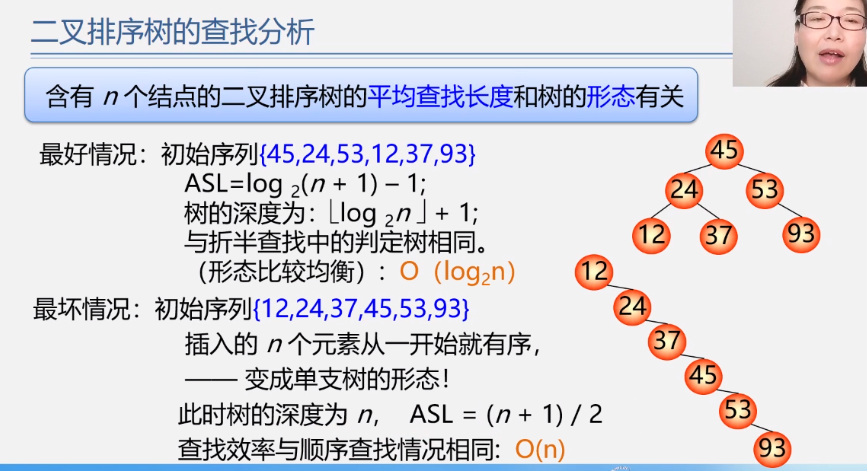 二叉排序树的查找分析
含有 n 个结点的二叉排序树的平均查找长度和树的形态有关
最好情况：初始序列{45,24,53,12,37,93}
ASL=log 2(n + 1) – 1;
树的深度为：⌊log 2n ⌋ + 1;
与折半查找中的判定树相同。
（形态比较均衡）：O（log2n）
最坏情况：初始序列{12,24,37,45,53,93}
插入的 n 个元素从一开始就有序，
—— 变成单支树的形态！
此时树的深度为 n， ASL = (n + 1) / 2
查找效率与顺序查找情况相同: O(n)
45
24 53
12 37 93
12
24
37
45
53
93